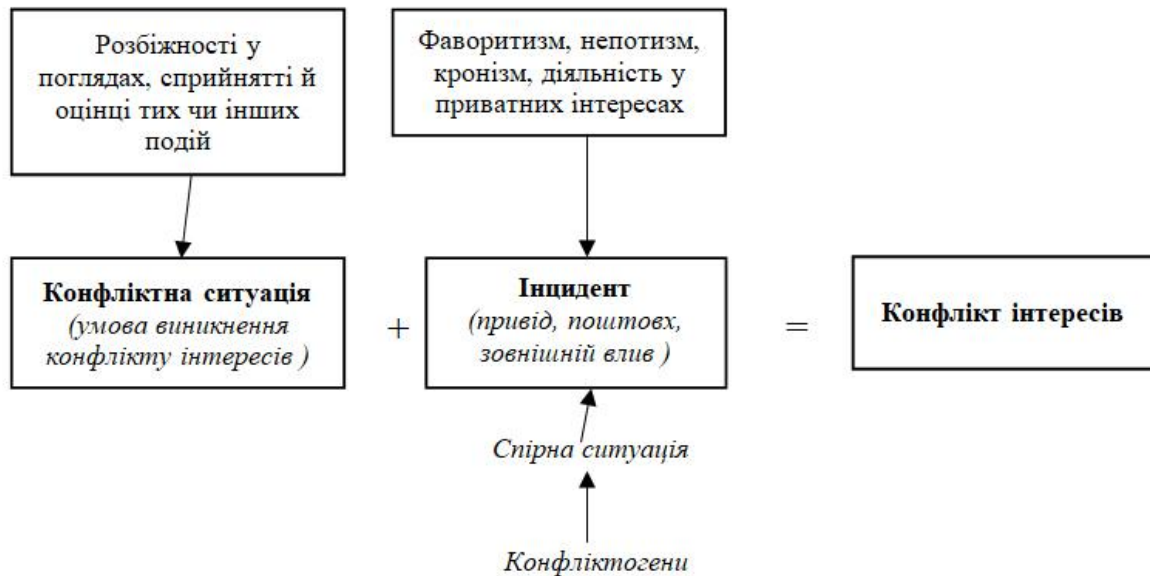 Розбіжності у
поглядах, сприйнятті й
оцінці тих чи інших
подій
Фаворитизм, непотизм,
кронізм, діяльність у
приватних інтересах
Конфліктна ситуація
(умова виникнення
конфлікту інтересів )
+
Інцидент
(привід, поштовх,
зовнішній влив )
=
Конфлікт інтересів
Спірна ситуація
Конфліктогени